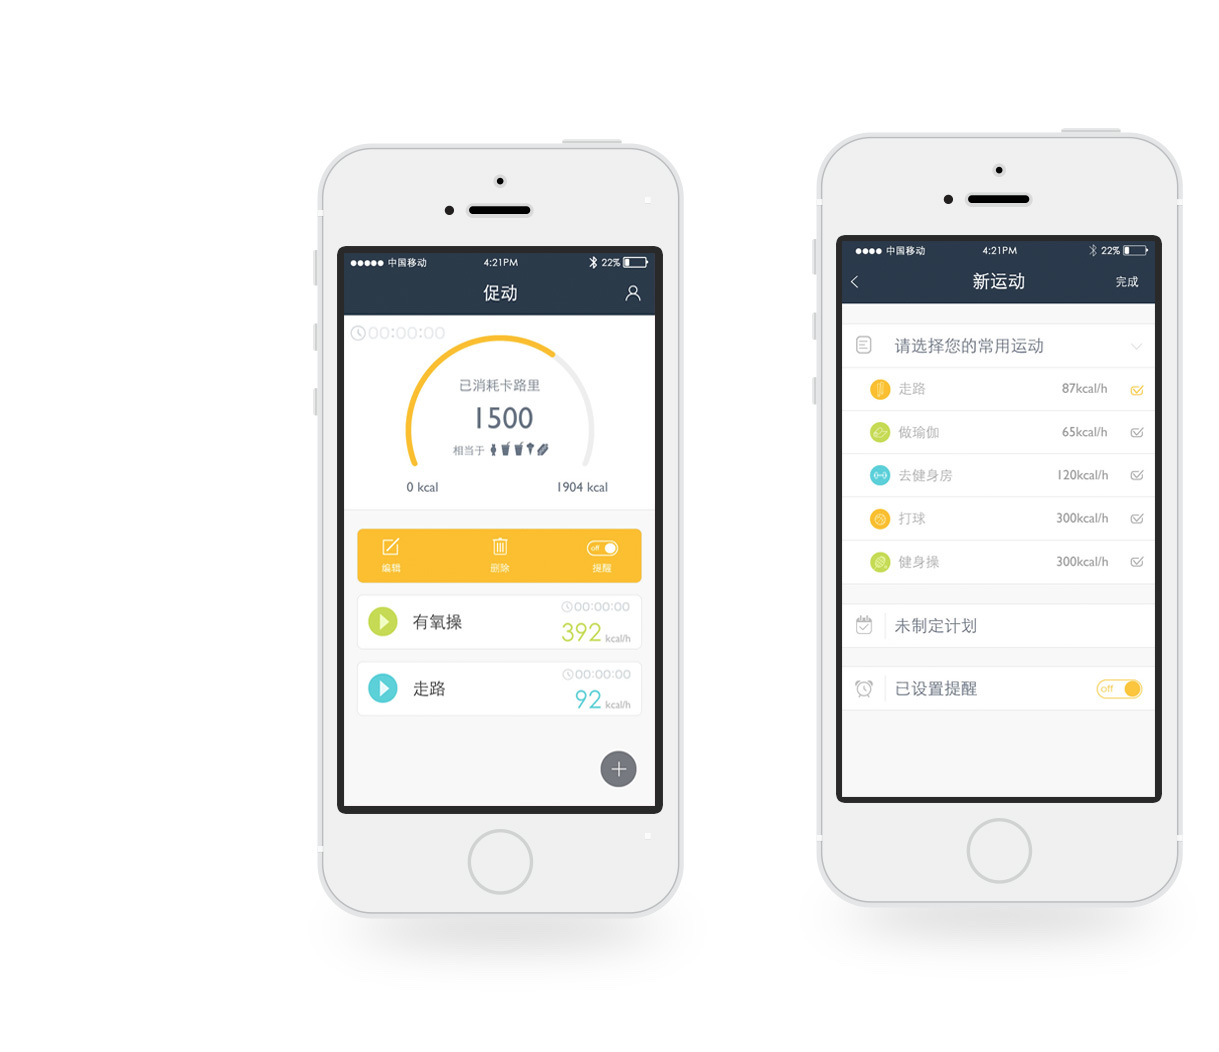 中国移动 4:21PM 22%
促动
00:00:00
已消耗卡路里
1500
相当于
0 kcal 1904 kcal
编辑 删除 off 提醒
有氧操 00:00:00
392 kcal/h
走路 00:00:00
92 kcal/h
中国移动 4:21PM 22%
新运动 完成
请选择您的常用运动
走路 87kcal/h
做瑜伽 65kcal/h
去健身房 120kcal/h
打球 300kcal/h
健身操 300kcal/h
未制定计划
已设置提醒 off